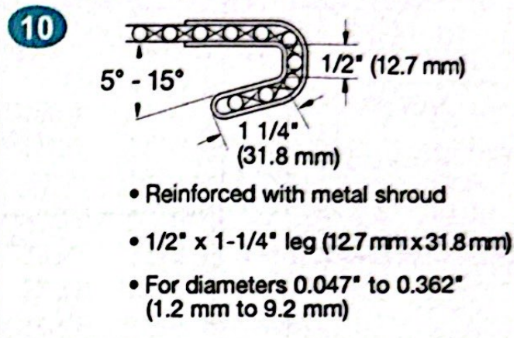 10
1/2" (12.7 mm)
5° - 15°
1 1/4"
(31.8 mm)
• Reinforced with metal shroud
• 1/2" x 1-1/4" leg (12.7 mm x 31.8 mm)
• For diameters 0.047" to 0.362"
(1.2 mm to 9.2 mm)